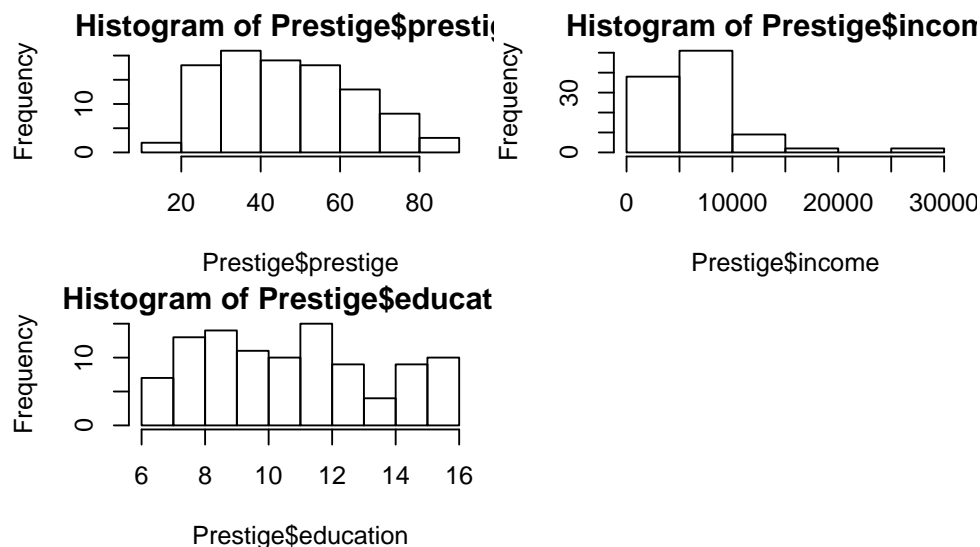 Histogram of Prestige$prestig
Frequency
0
10
20
40
60
80
Prestige$prestige
Histogram of Prestige$incom
Frequency
0
30
0
10000
20000
30000
Prestige$income
Histogram of Prestige$educat
Frequency
0
10
6
8
10
12
14
16
Prestige$education